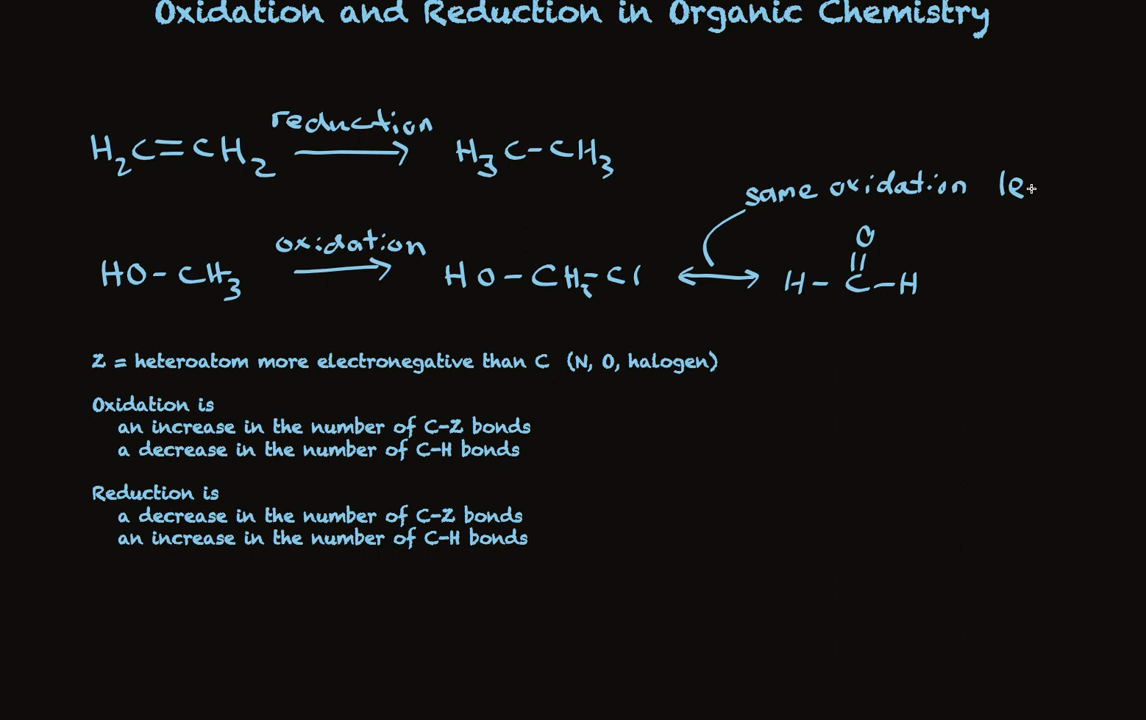 Oxidation and Reduction in Organic Chemistry
reduction
H2C=CH2 H3C-CH3
same oxidation le
oxidation
O
HO-CH3 HO-CH2-Cl H-C-H
Z = heteroatom more electronegative than C (N, O, halogen)
Oxidation is
an increase in the number of C-Z bonds
a decrease in the number of C-H bonds
Reduction is
a decrease in the number of C-Z bonds
an increase in the number of C-H bonds